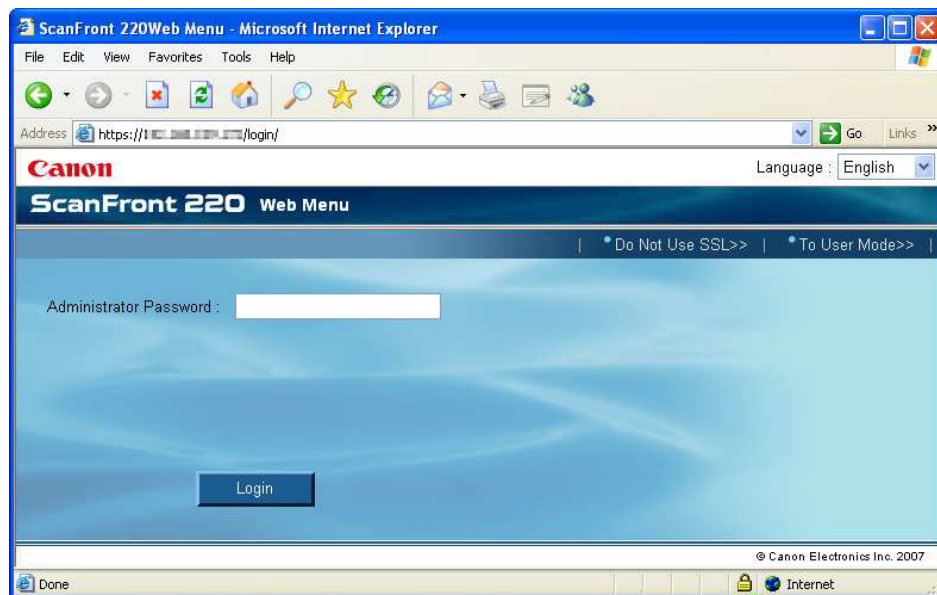 ScanFront 220Web Menu - Microsoft Internet Explorer
File Edit View Favorites Tools Help
Address https:// /login/ Go Links »
Canon Language : English
ScanFront 220 Web Menu
| • Do Not Use SSL>> | • To User Mode>> |
Administrator Password :
Login
© Canon Electronics Inc. 2007
Done Internet